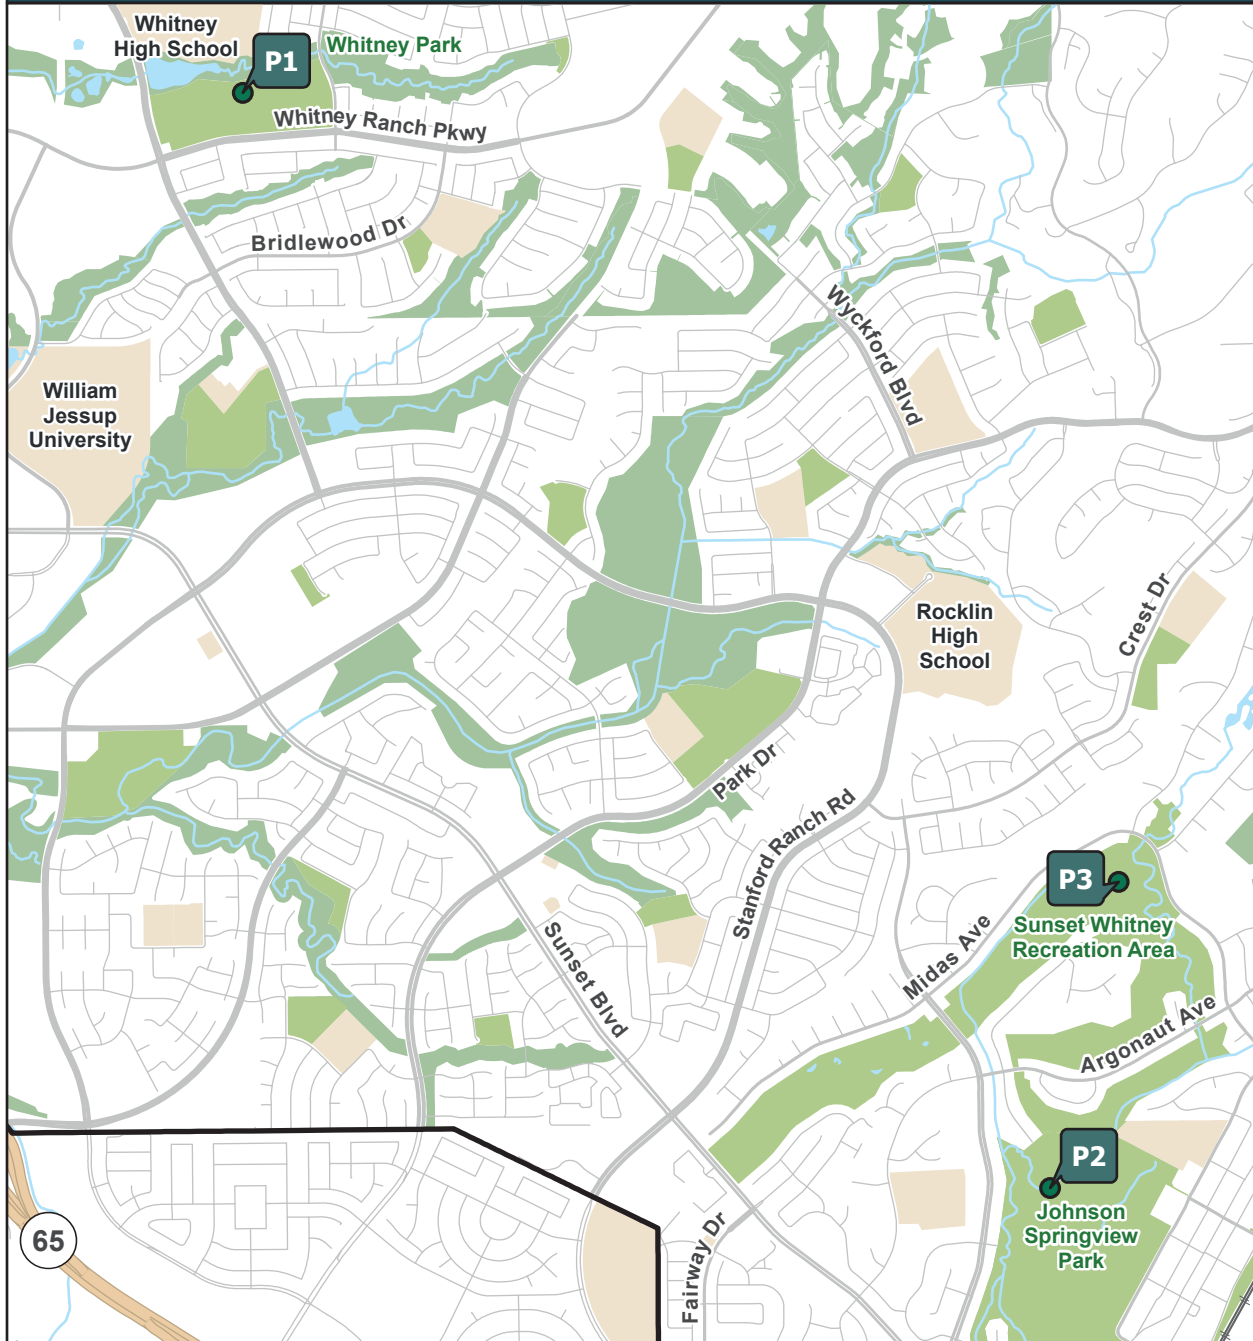 Whitney
High School
P1
Whitney Park
Whitney Ranch Pkwy
Bridlewood Dr
Wyckford Blvd
William
Jessup
University
Rocklin
High
School
Crest Dr
Park Dr
Stanford Ranch Rd
P3
Sunset Whitney
Recreation Area
Midas Ave
Sunset Blvd
Argonaut Ave
P2
Johnson
Springview
Park
65
Fairway Dr